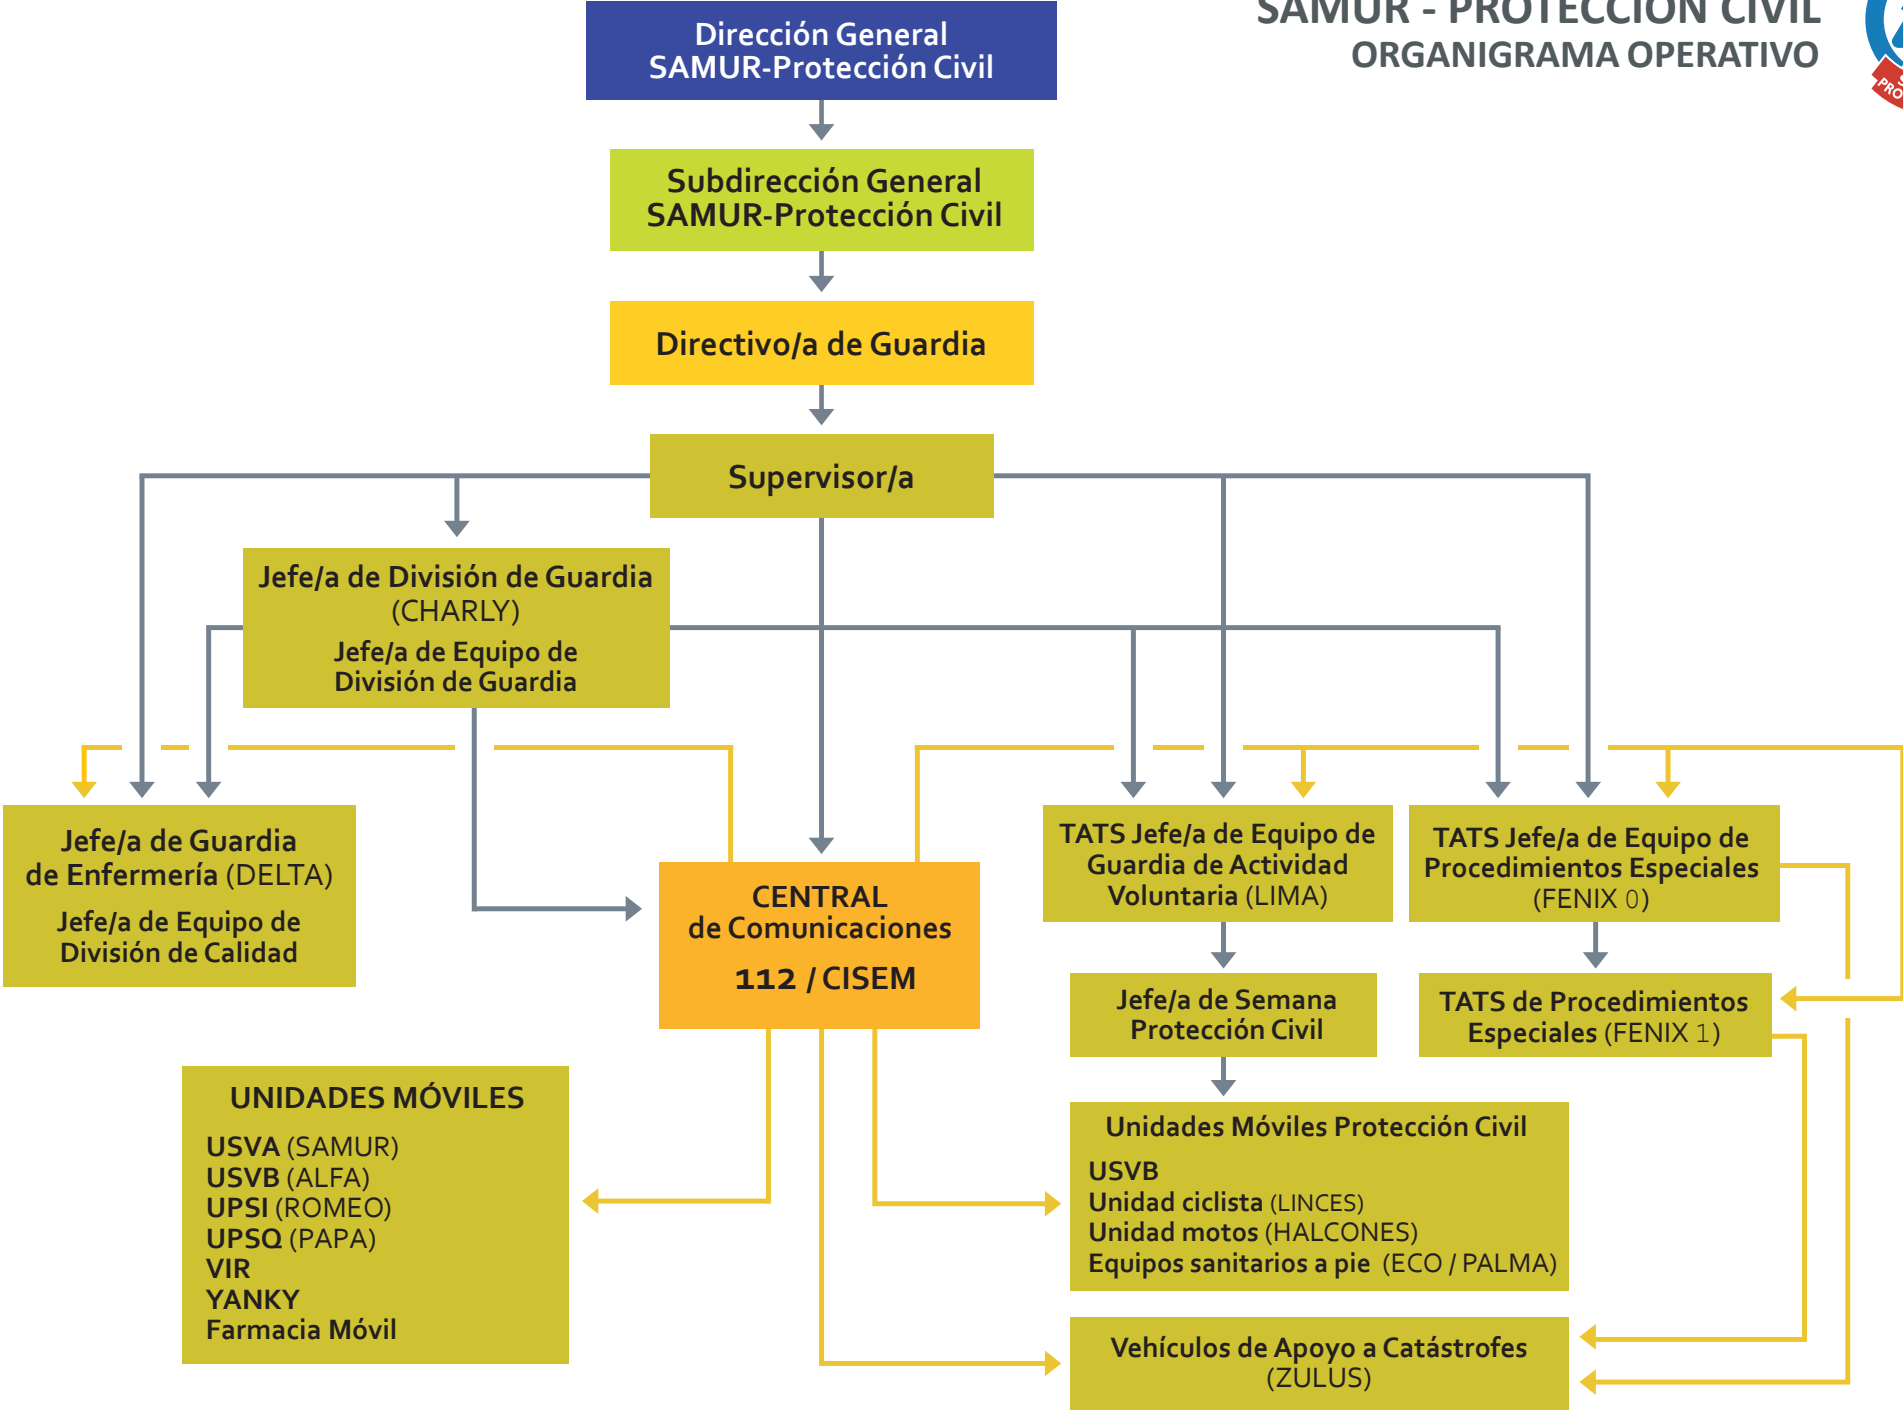 SAMUR - PROTECCIÓN CIVIL
ORGANIGRAMA OPERATIVO
Dirección General
SAMUR-Protección Civil
Subdirección General
SAMUR-Protección Civil
Directivo/a de Guardia
Supervisor/a
Jefe/a de División de Guardia
(CHARLY)
Jefe/a de Equipo de
División de Guardia
Jefe/a de Guardia
de Enfermería (DELTA)
Jefe/a de Equipo de
División de Calidad
CENTRAL
de Comunicaciones
112 / CISEM
TATS Jefe/a de Equipo de
Guardia de Actividad
Voluntaria (LIMA)
TATS Jefe/a de Equipo de
Procedimientos Especiales
(FENIX 0)
Jefe/a de Semana
Protección Civil
TATS de Procedimientos
Especiales (FENIX 1)
UNIDADES MÓVILES
USVA (SAMUR)
USVB (ALFA)
UPSI (ROMEO)
UPSQ (PAPA)
VIR
YANKY
Farmacia Móvil
Unidades Móviles Protección Civil
USVB
Unidad ciclista (LINCES)
Unidad motos (HALCONES)
Equipos sanitarios a pie (ECO / PALMA)
Vehículos de Apoyo a Catástrofes
(ZULUS)